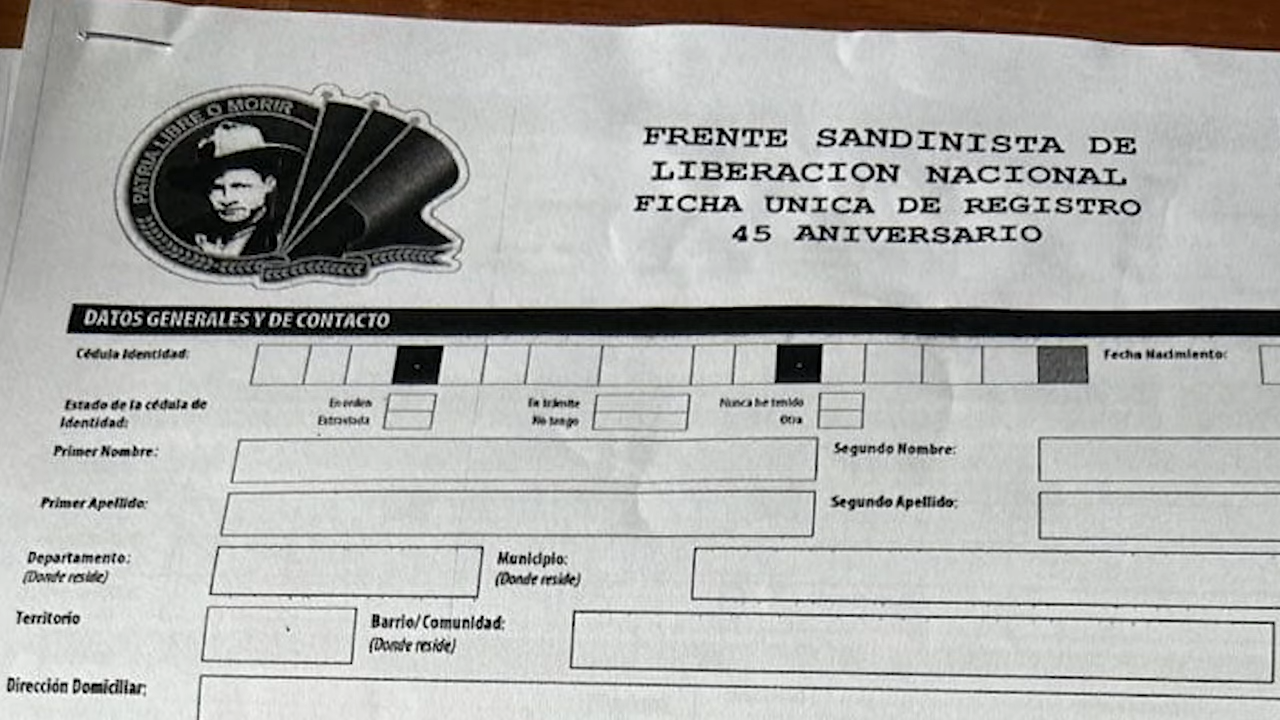 PATRIA LIBRE O MORIR
FRENTE SANDINISTA DE
LIBERACION NACIONAL
FICHA UNICA DE REGISTRO
45 ANIVERSARIO
DATOS GENERALES Y DE CONTACTO
Cédula Identidad: Fecha Nacimiento:
Estado de la cédula de En orden En trámite Nunca he tenido
Identidad: Extraviada No tengo Otra
Primer Nombre: Segundo Nombre:
Primer Apellido: Segundo Apellido:
Departamento: Municipio:
(Donde reside) (Donde reside)
Territorio Barrio/Comunidad:
(Donde reside)
Dirección Domiciliar: